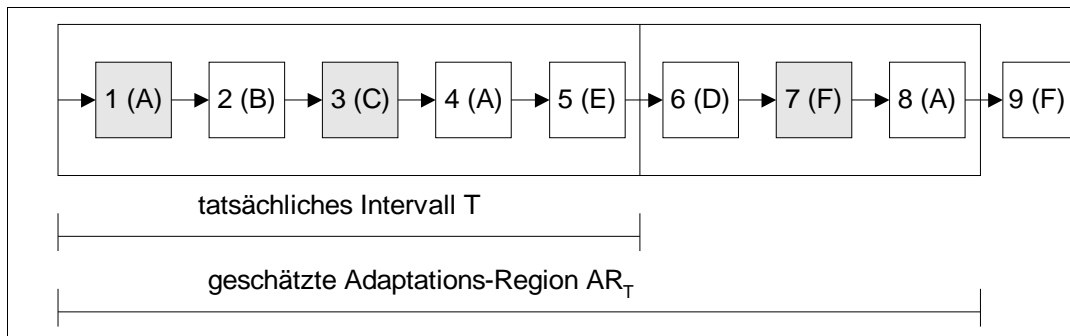 1 (A) 2 (B) 3 (C) 4 (A) 5 (E) 6 (D) 7 (F) 8 (A) 9 (F)
tatsächliches Intervall T
geschätzte Adaptations-Region AR_T